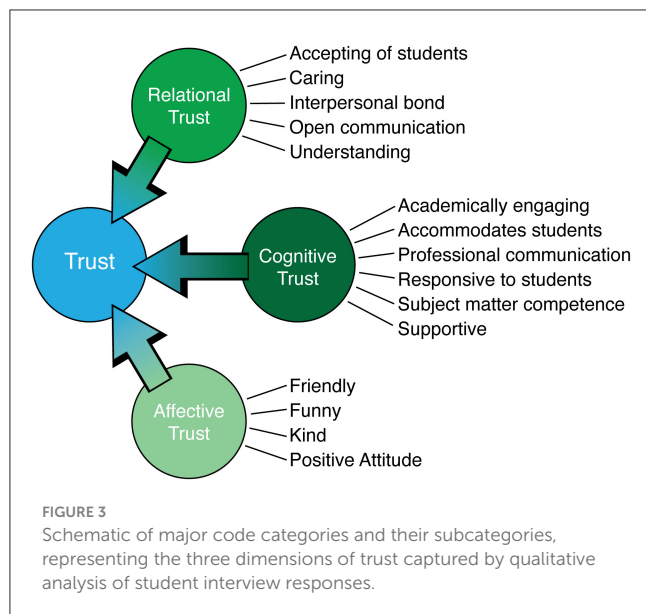 Relational
Trust
Accepting of students
Caring
Interpersonal bond
Open communication
Understanding
Trust
Cognitive
Trust
Academically engaging
Accommodates students
Professional communication
Responsive to students
Subject matter competence
Supportive
Affective
Trust
Friendly
Funny
Kind
Positive Attitude
FIGURE 3
Schematic of major code categories and their subcategories,
representing the three dimensions of trust captured by qualitative
analysis of student interview responses.